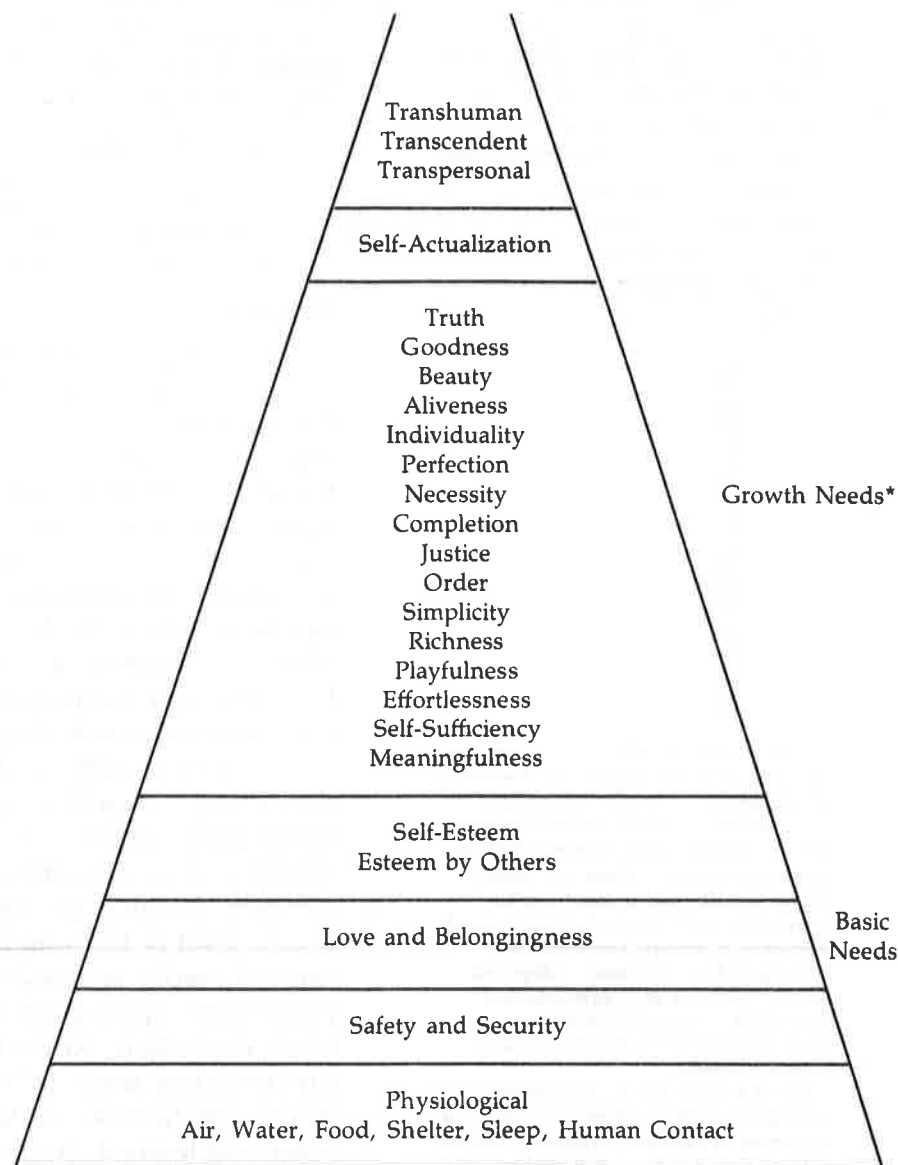 Transhuman
Transcendent
Transpersonal
Self-Actualization
Truth
Goodness
Beauty
Aliveness
Individuality
Perfection
Necessity
Completion
Justice
Order
Simplicity
Richness
Playfulness
Effortlessness
Self-Sufficiency
Meaningfulness
Growth Needs*
Self-Esteem
Esteem by Others
Love and Belongingness
Basic
Needs
Safety and Security
Physiological
Air, Water, Food, Shelter, Sleep, Human Contact